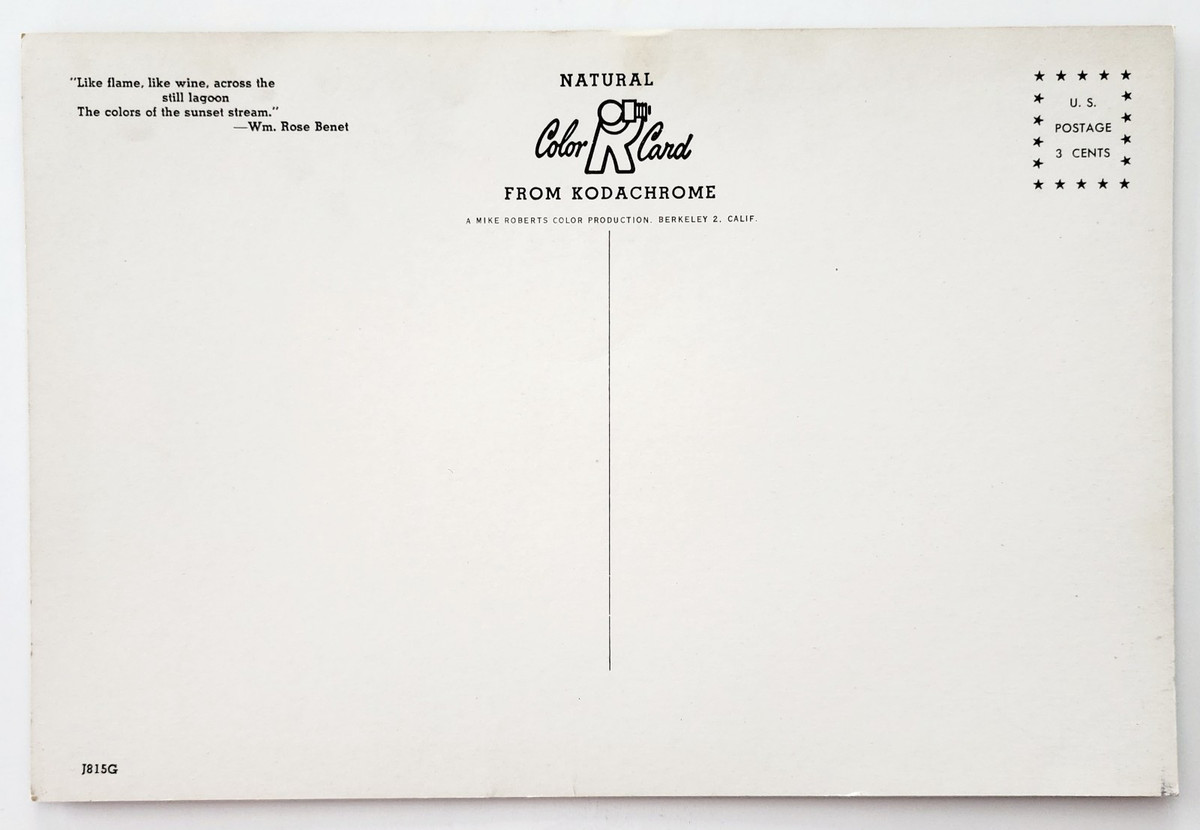 "Like flame, like wine, across the
still lagoon
The colors of the sunset stream."
—Wm. Rose Benet
NATURAL
Color Card
FROM KODACHROME
A MIKE ROBERTS COLOR PRODUCTION. BERKELEY 2, CALIF.
U. S.
POSTAGE
3 CENTS
J815G